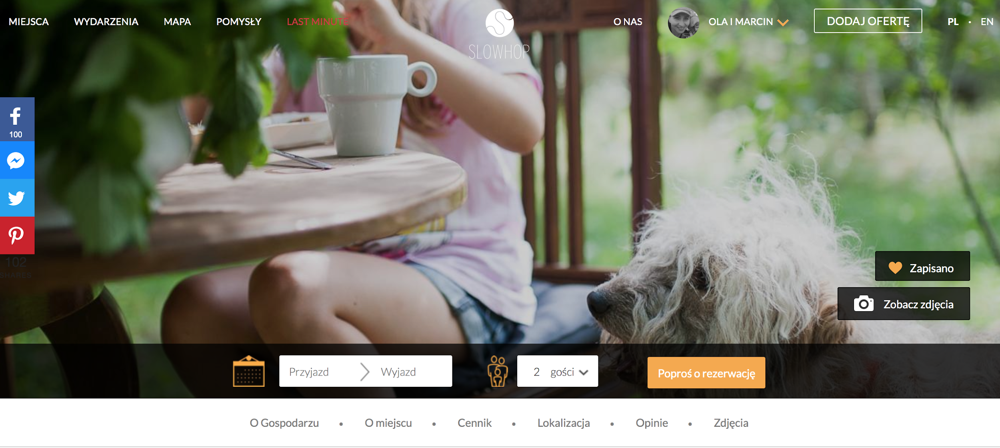 MIEJSCA WYDARZENIA MAPA POMYSŁY LAST MINUTE O NAS OLA I MARCIN DODAJ OFERTĘ PL · EN
SLOWHOP
100
102
SHARES
Zapisano
Zobacz zdjęcia
Przyjazd Wyjazd 2 gości Poproś o rezerwację
O Gospodarzu • O miejscu • Cennik • Lokalizacja • Opinie • Zdjęcia